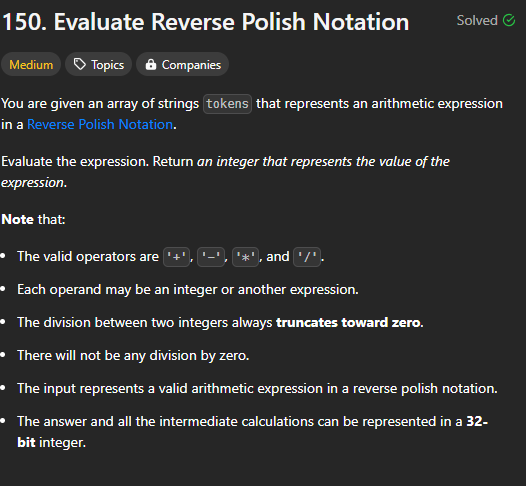 150. Evaluate Reverse Polish Notation
Solved
Medium Topics Companies
You are given an array of strings tokens that represents an arithmetic expression
in a Reverse Polish Notation.
Evaluate the expression. Return an integer that represents the value of the
expression.
Note that:
• The valid operators are '+', '-', '*', and '/'.
• Each operand may be an integer or another expression.
• The division between two integers always truncates toward zero.
• There will not be any division by zero.
• The input represents a valid arithmetic expression in a reverse polish notation.
• The answer and all the intermediate calculations can be represented in a 32-
bit integer.